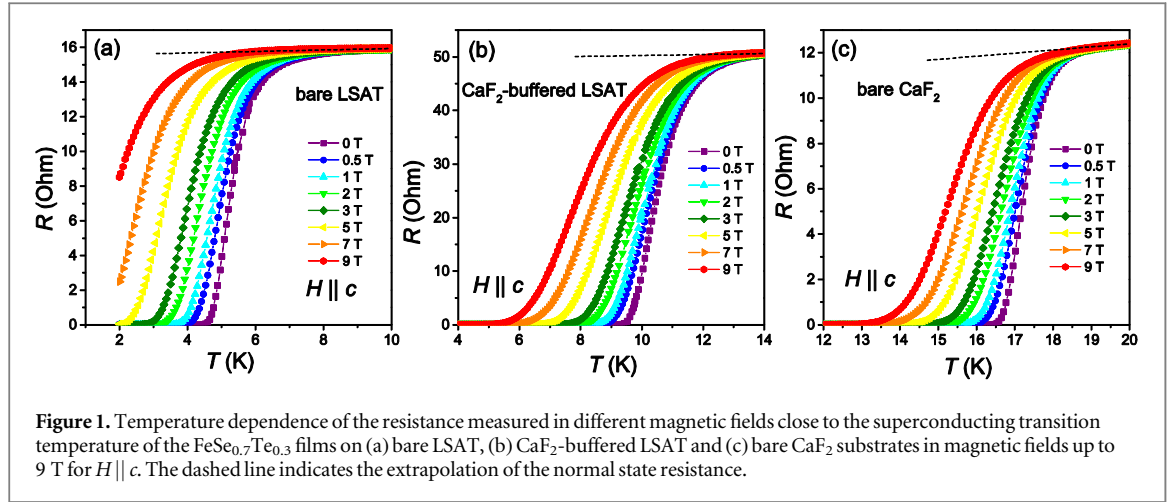 (a)
bare LSAT
0 T
0.5 T
1 T
2 T
3 T
5 T
7 T
9 T
H || c
R (Ohm)
16
14
12
10
8
6
4
2
0
2 4 6 8 10
T (K)
(b)
CaF2-buffered LSAT
0 T
0.5 T
1 T
2 T
3 T
5 T
7 T
9 T
H || c
R (Ohm)
50
40
30
20
10
0
4 6 8 10 12 14
T (K)
(c)
bare CaF2
0 T
0.5 T
1 T
2 T
3 T
5 T
7 T
9 T
H || c
R (Ohm)
12
10
8
6
4
2
0
12 13 14 15 16 17 18 19 20
T (K)
Figure 1. Temperature dependence of the resistance measured in different magnetic fields close to the superconducting transition
temperature of the FeSe0.7Te0.3 films on (a) bare LSAT, (b) CaF2-buffered LSAT and (c) bare CaF2 substrates in magnetic fields up to
9 T for H || c. The dashed line indicates the extrapolation of the normal state resistance.